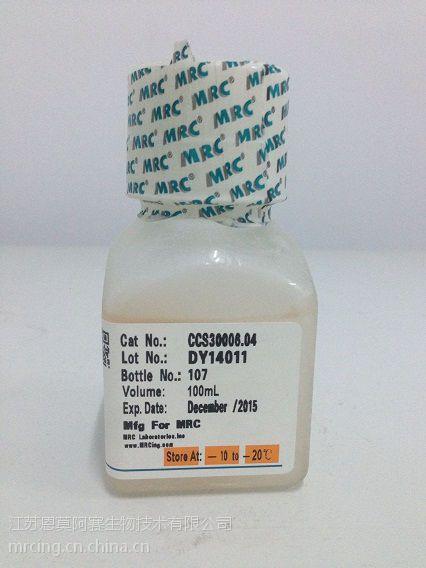 MRC® MRC® MRC® MRC®
Cat No.: CCS30006.04
Lot No.: DY14011
Bottle No.: 107
Volume: 100mL
Exp. Date: December /2015
Mfg For MRC
MRC Laboratories.Inc
www.MRCing.com
Store At: — 10 to —20℃
江苏恩莫阿赛生物技术有限公司
mrcing.cn.china.cn